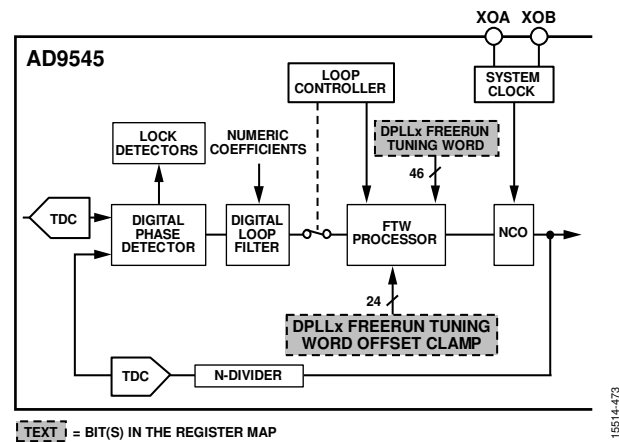 XOA XOB
AD9545
LOOP
CONTROLLER
SYSTEM
CLOCK
LOCK
DETECTORS
NUMERIC
COEFFICIENTS
DPLLx FREERUN
TUNING WORD
46
TDC
DIGITAL
PHASE
DETECTOR
DIGITAL
LOOP
FILTER
FTW
PROCESSOR
NCO
24
DPLLx FREERUN TUNING
WORD OFFSET CLAMP
TDC
N-DIVIDER
TEXT = BIT(S) IN THE REGISTER MAP
15514-473